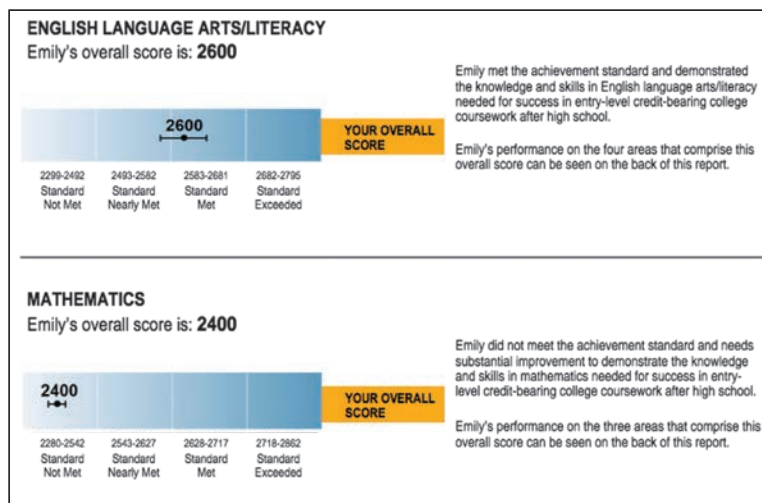 ENGLISH LANGUAGE ARTS/LITERACY
Emily's overall score is: 2600
Emily met the achievement standard and demonstrated
the knowledge and skills in English language arts/literacy
needed for success in entry-level credit-bearing college
coursework after high school.
Emily's performance on the four areas that comprise this
overall score can be seen on the back of this report.
2600
YOUR OVERALL
SCORE
2299-2492 2493-2582 2583-2681 2682-2795
Standard Standard Standard Standard
Not Met Nearly Met Met Exceeded
MATHEMATICS
Emily's overall score is: 2400
Emily did not meet the achievement standard and needs
substantial improvement to demonstrate the knowledge
and skills in mathematics needed for success in entry-
level credit-bearing college coursework after high school.
Emily's performance on the three areas that comprise this
overall score can be seen on the back of this report.
2400
YOUR OVERALL
SCORE
2280-2542 2543-2627 2628-2717 2718-2862
Standard Standard Standard Standard
Not Met Nearly Met Met Exceeded